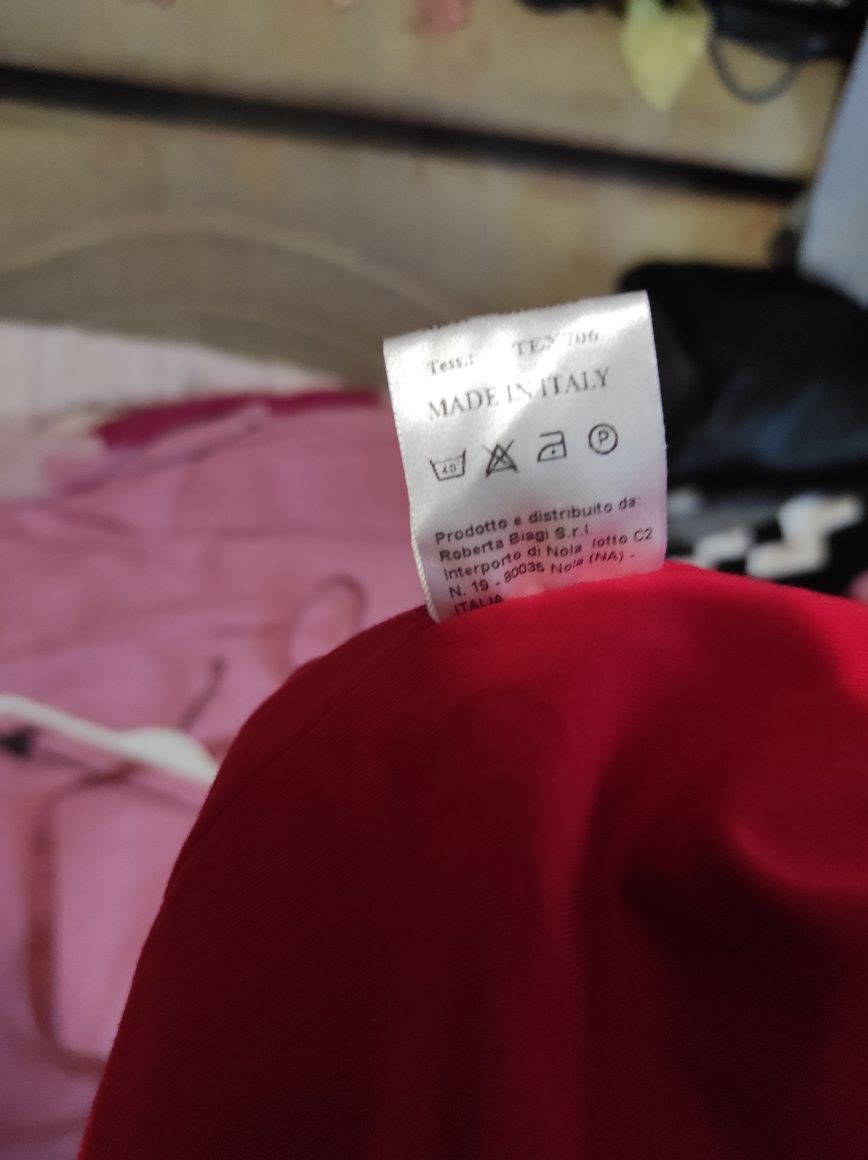 Tess.:
MADE IN ITALY
40
P
Prodotto e distribuito da:
Roberta Biagi S.r.l.
Interporto di Nola lotto C2
N. 19 - 80035 Nola (NA) -
ITALIA